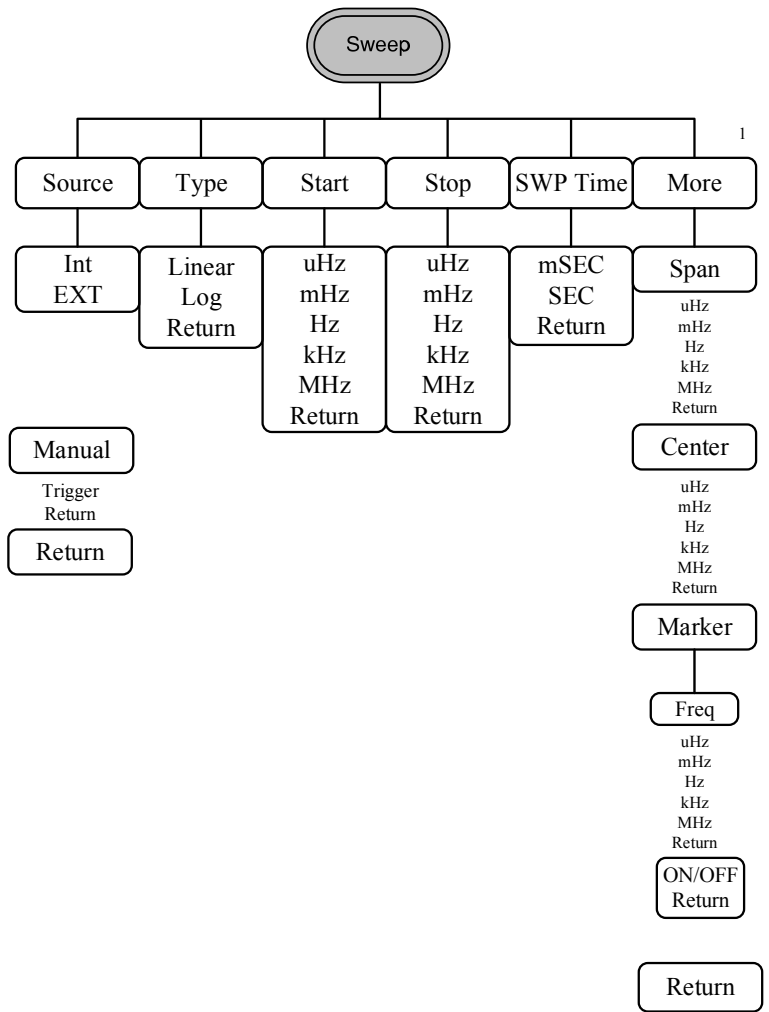 Sweep
1
Source
Type
Start
Stop
SWP Time
More
Int
EXT
Linear
Log
Return
uHz
mHz
Hz
kHz
MHz
Return
uHz
mHz
Hz
kHz
MHz
Return
mSEC
SEC
Return
Span
uHz
mHz
Hz
kHz
MHz
Return
Manual
Trigger
Return
Return
Center
uHz
mHz
Hz
kHz
MHz
Return
Marker
Freq
uHz
mHz
Hz
kHz
MHz
Return
ON/OFF
Return
Return